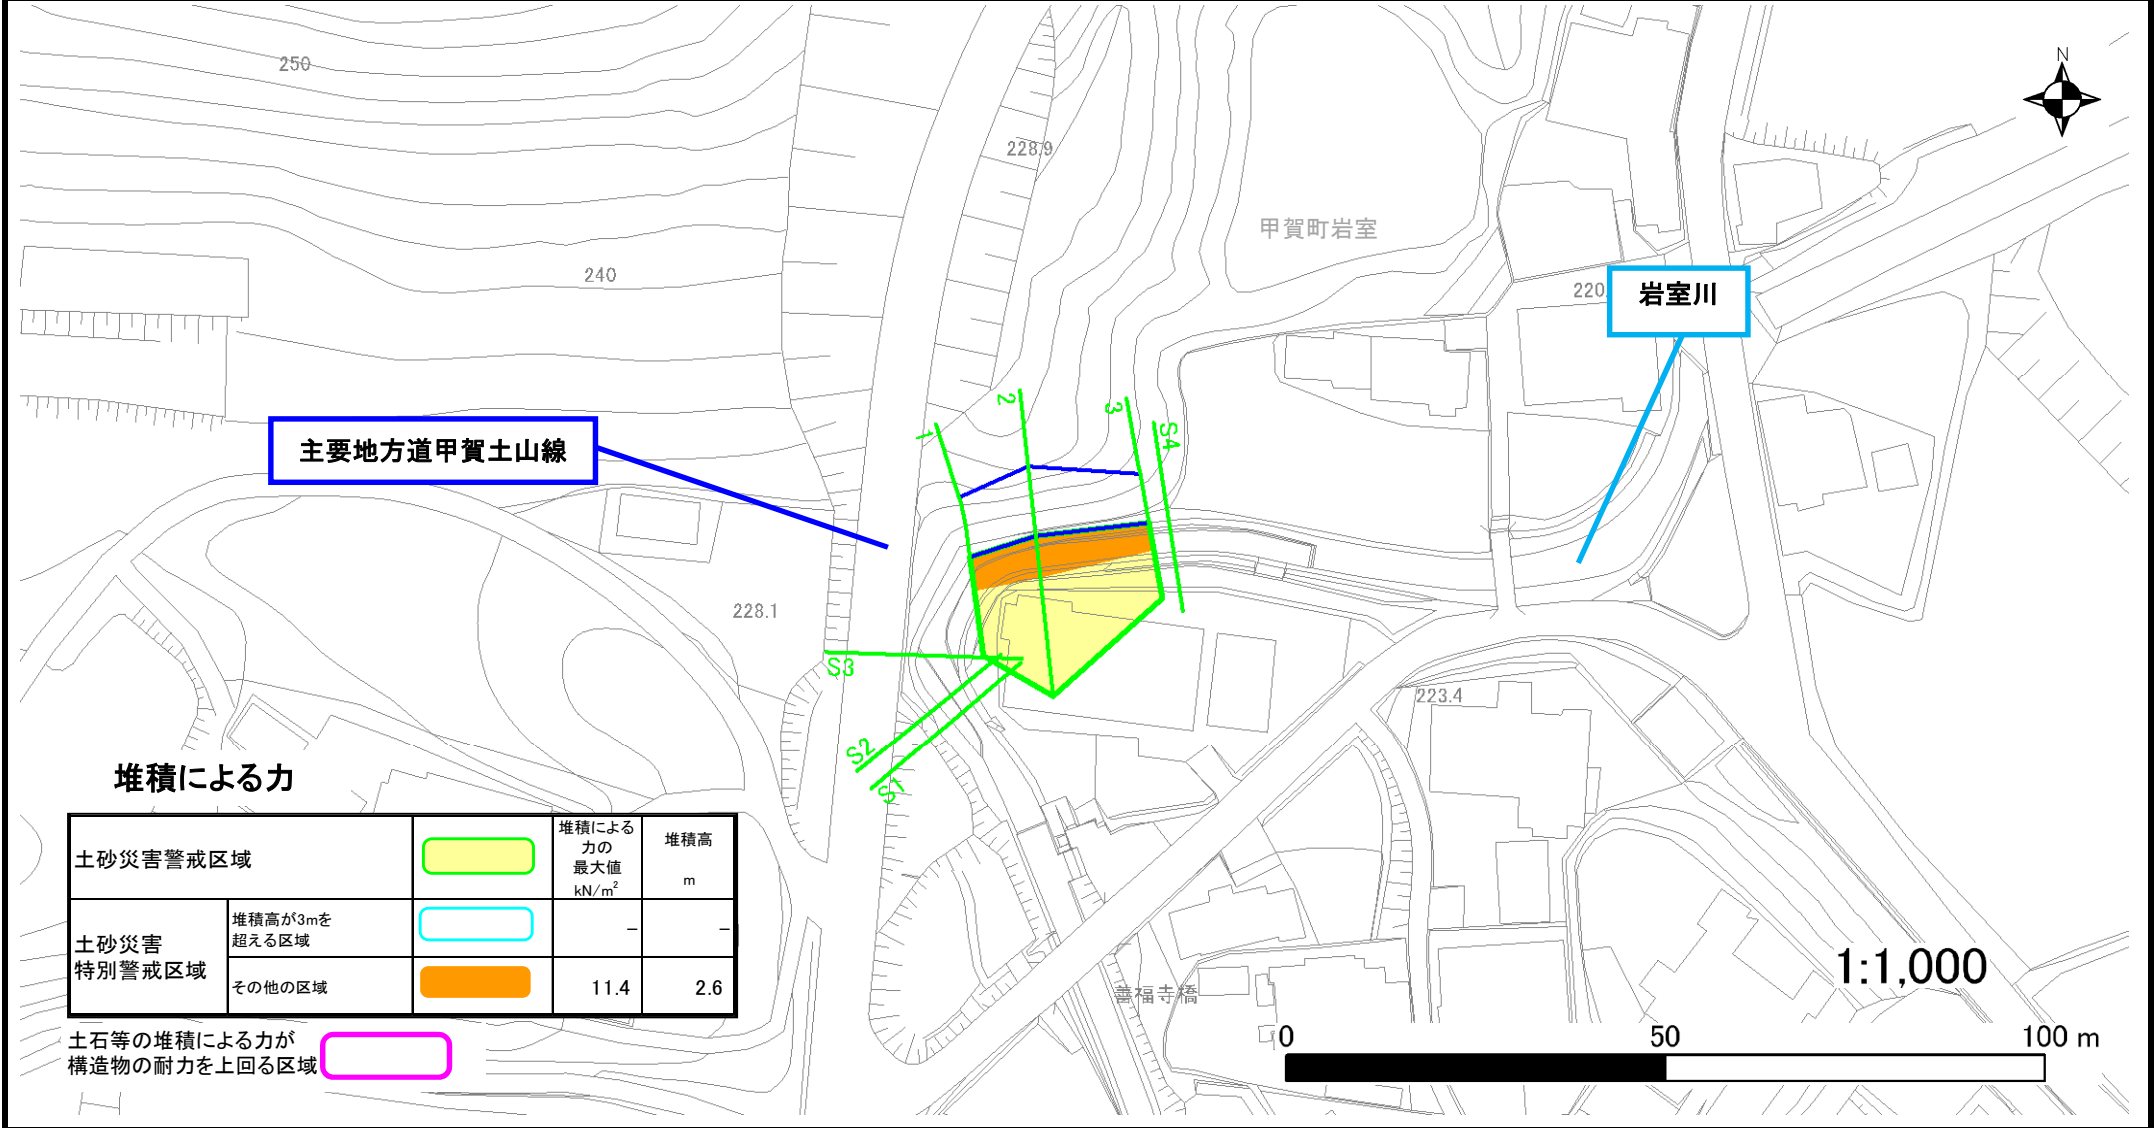 N
250
228.9
甲賀町岩室
240
220.
岩室川
主要地方道甲賀土山線
1
2
3
S4
228.1
S3
223.4
S2
S1
堆積による力
土砂災害警戒区域
堆積による
力の
最大値
kN/m²
堆積高
m
土砂災害
特別警戒区域
堆積高が3mを
超える区域
−
−
その他の区域
11.4
2.6
土石等の堆積による力が
構造物の耐力を上回る区域
善福寺橋
1:1,000
0
50
100 m